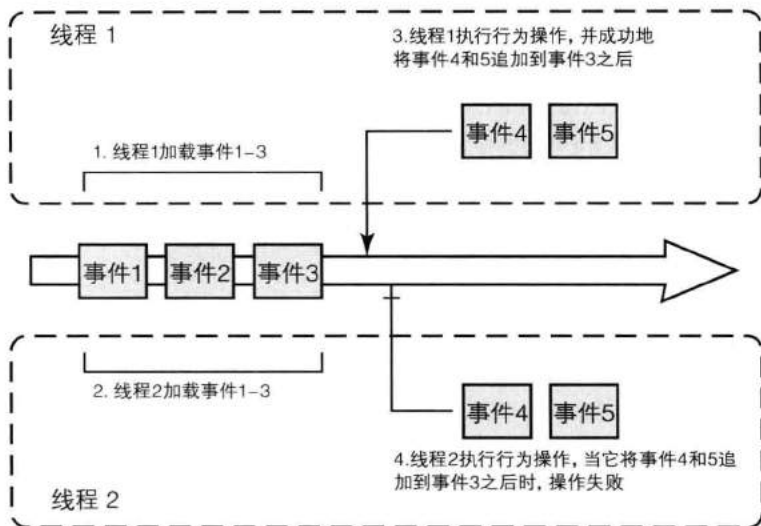 线程 1
3.线程1执行行为操作，并成功地
将事件4和5追加到事件3之后
事件4 事件5
1. 线程1加载事件1-3
事件1 事件2 事件3
2. 线程2加载事件1-3
事件4 事件5
4.线程2执行行为操作，当它将事件4和5追
加到事件3之后时，操作失败
线程 2